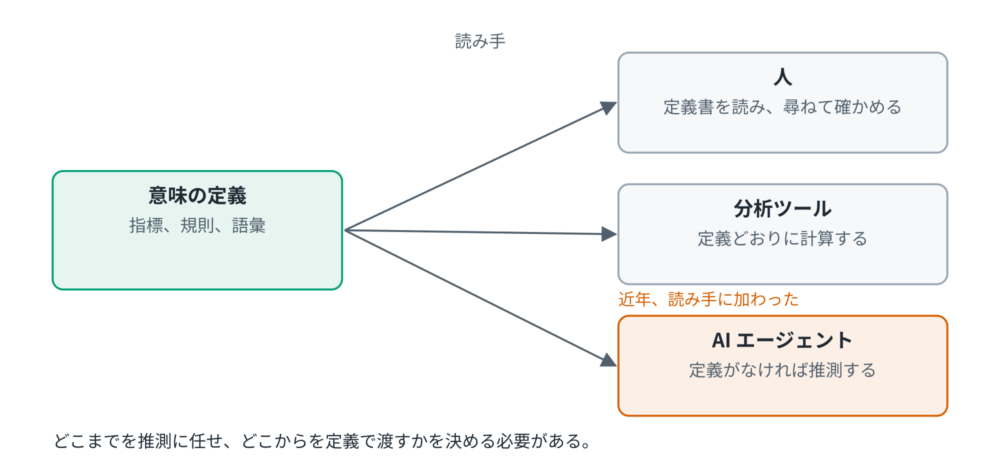 読み手
人
定義書を読み、尋ねて確かめる
意味の定義
指標、規則、語彙
分析ツール
定義どおりに計算する
近年、読み手に加わった
AI エージェント
定義がなければ推測する
どこまでを推測に任せ、どこからを定義で渡すかを決める必要がある。